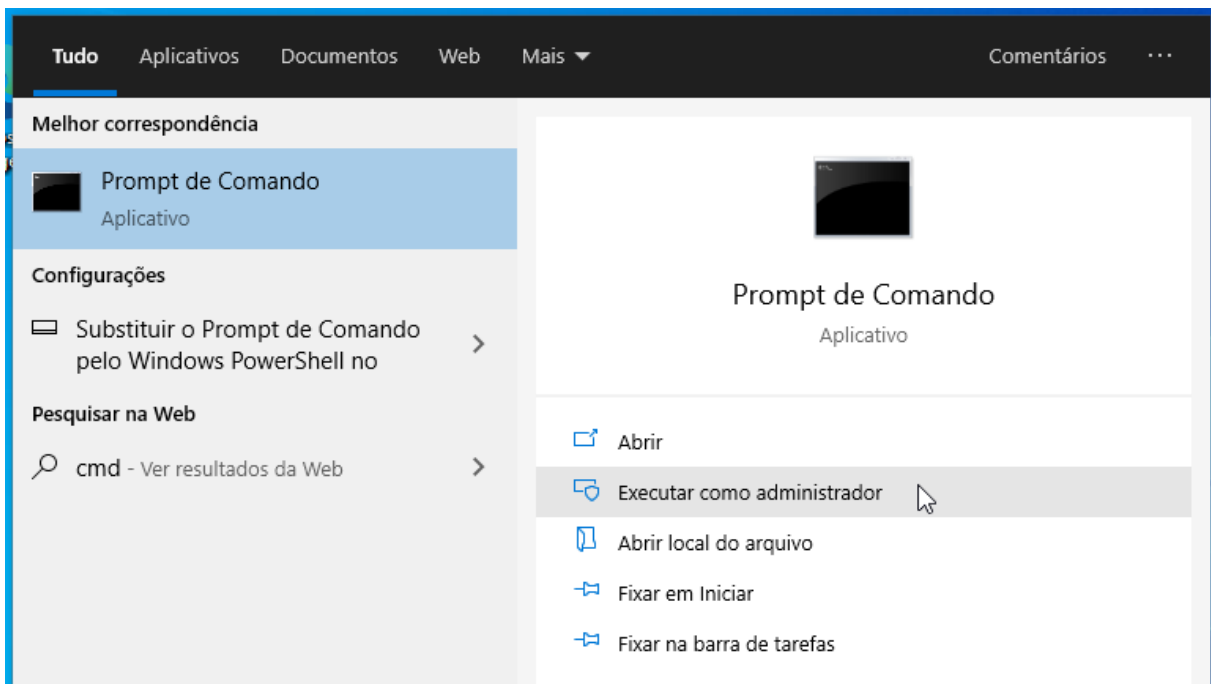 Tudo Aplicativos Documentos Web Mais Comentários ...
Melhor correspondência
Prompt de Comando
Aplicativo
Configurações
Substituir o Prompt de Comando
pelo Windows PowerShell no
Pesquisar na Web
cmd - Ver resultados da Web
Prompt de Comando
Aplicativo
Abrir
Executar como administrador
Abrir local do arquivo
Fixar em Iniciar
Fixar na barra de tarefas